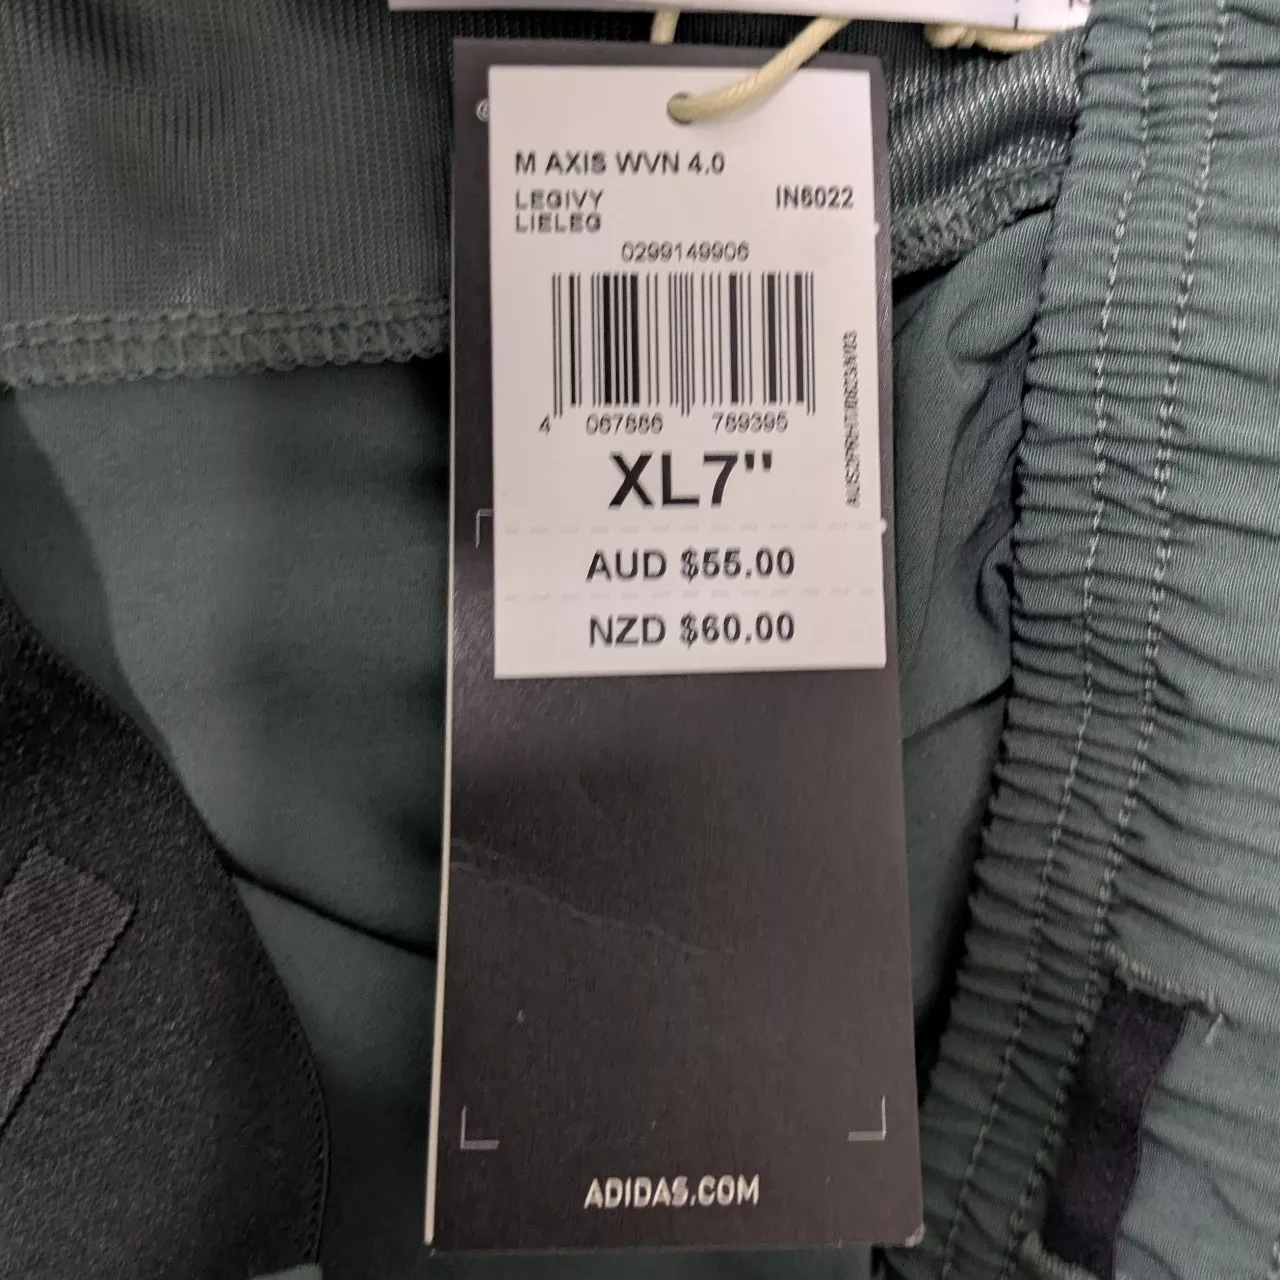 M AXIS WVN 4.0
LEGIVY IN6022
LIELEG
0299149906
4 067886 789395
XL7"
AUD $55.00
NZD $60.00
ADIDAS.COM